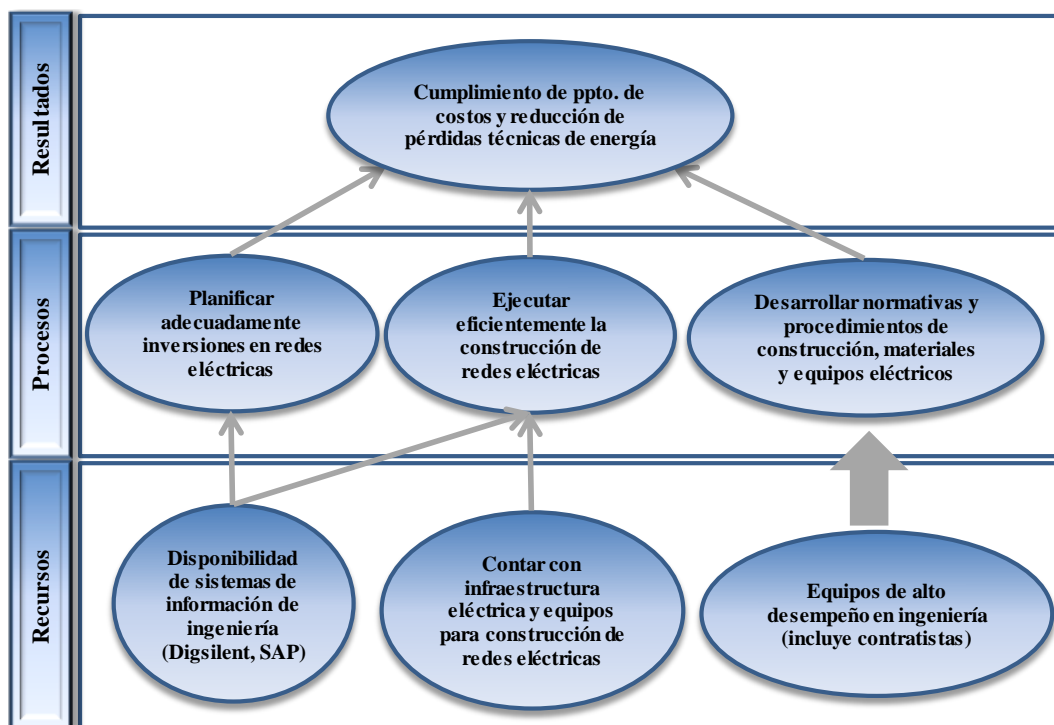 Resultados
Cumplimiento de ppto. de
costos y reducción de
pérdidas técnicas de energía
Procesos
Planificar
adecuadamente
inversiones en redes
eléctricas
Ejecutar
eficientemente la
construcción de
redes eléctricas
Desarrollar normativas y
procedimientos de
construcción, materiales
y equipos eléctricos
Recursos
Disponibilidad
de sistemas de
información de
ingeniería
(Digsilent, SAP)
Contar con
infraestructura
eléctrica y equipos
para construcción de
redes eléctricas
Equipos de alto
desempeño en ingeniería
(incluye contratistas)